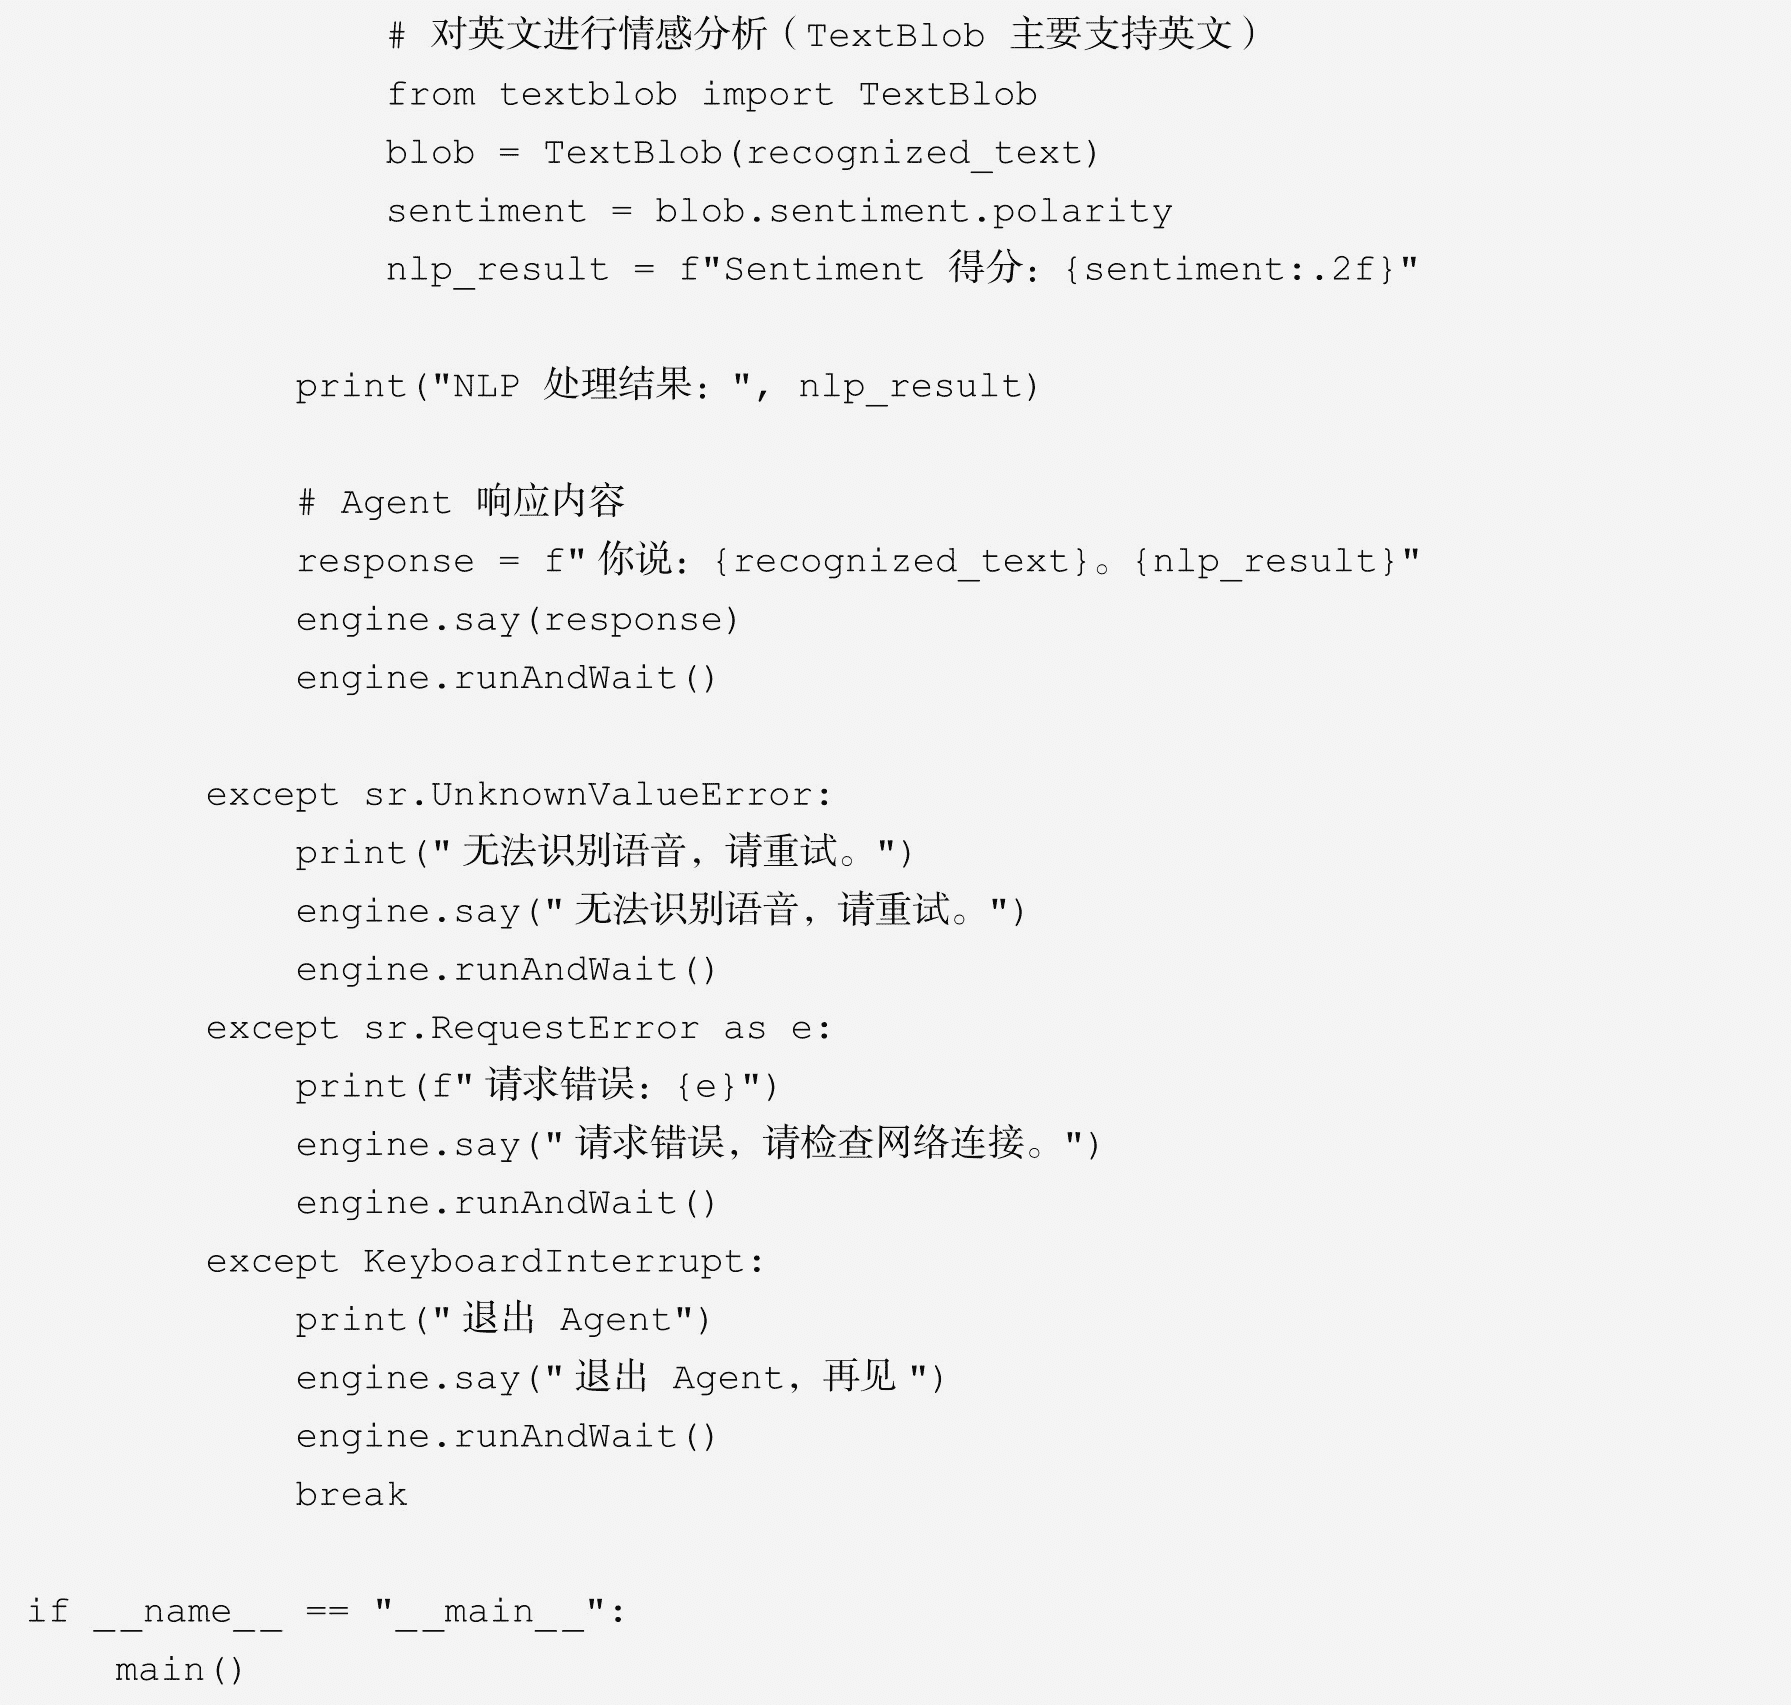 # 对英文进行情感分析（TextBlob 主要支持英文）
from textblob import TextBlob
blob = TextBlob(recognized_text)
sentiment = blob.sentiment.polarity
nlp_result = f"Sentiment 得分：{sentiment:.2f}"
print("NLP 处理结果：", nlp_result)
# Agent 响应内容
response = f"你说：{recognized_text}。{nlp_result}"
engine.say(response)
engine.runAndWait()
except sr.UnknownValueError:
print("无法识别语音，请重试。")
engine.say("无法识别语音，请重试。")
engine.runAndWait()
except sr.RequestError as e:
print(f"请求错误：{e}")
engine.say("请求错误，请检查网络连接。")
engine.runAndWait()
except KeyboardInterrupt:
print("退出 Agent")
engine.say("退出 Agent，再见")
engine.runAndWait()
break
if __name__ == "__main__":
main()